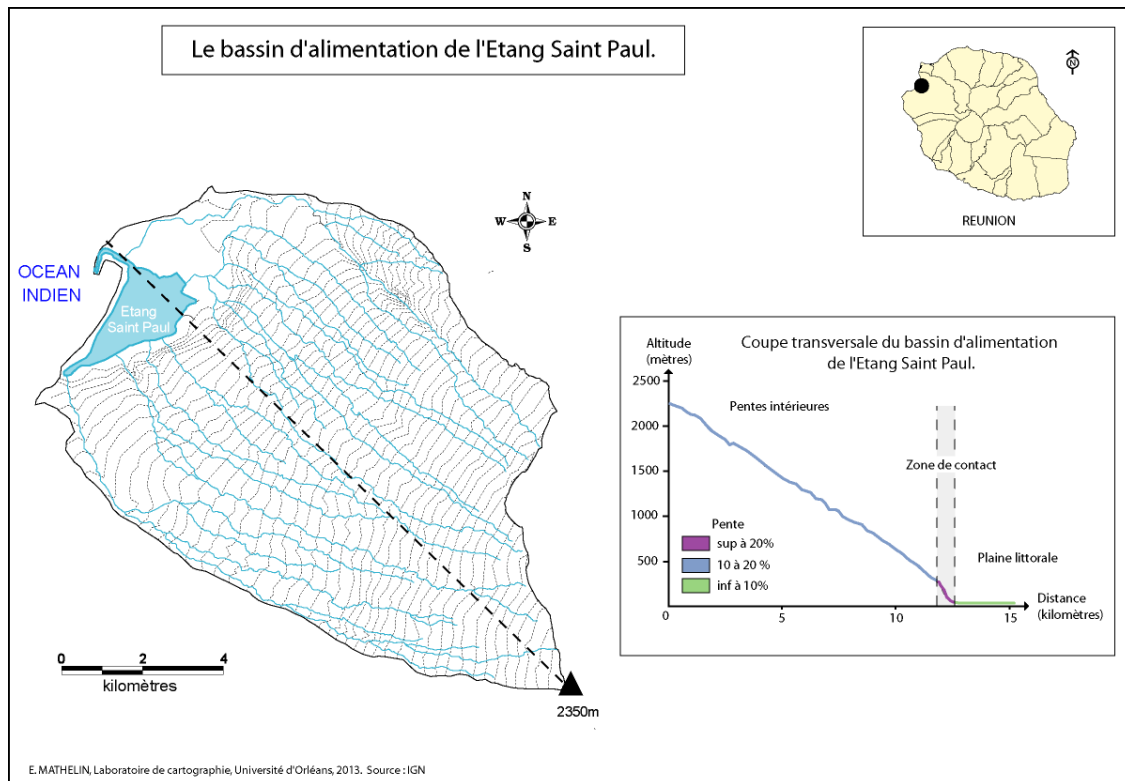 Le bassin d'alimentation de l'Etang Saint Paul.
N
REUNION
N
W
E
S
OCEAN
INDIEN
Etang
Saint Paul
0 2 4
kilomètres
2350m
Coupe transversale du bassin d'alimentation
de l'Etang Saint Paul.
Altitude
(mètres)
2500
2000
1500
1000
500
0
Pentes intérieures
Zone de contact
Plaine littorale
Pente
sup à 20%
10 à 20 %
inf à 10%
0 5 10 15
Distance
(kilomètres)
E. MATHELIN, Laboratoire de cartographie, Université d'Orléans, 2013. Source : IGN